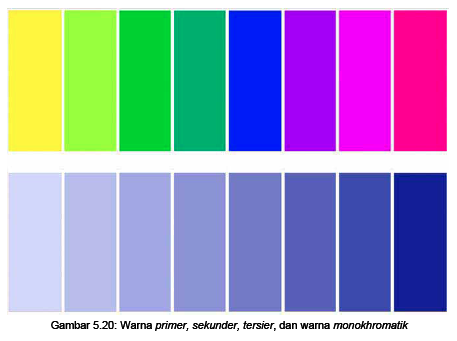 Gambar 5.20: Warna primer, sekunder, tersier, dan warna monokhromatik